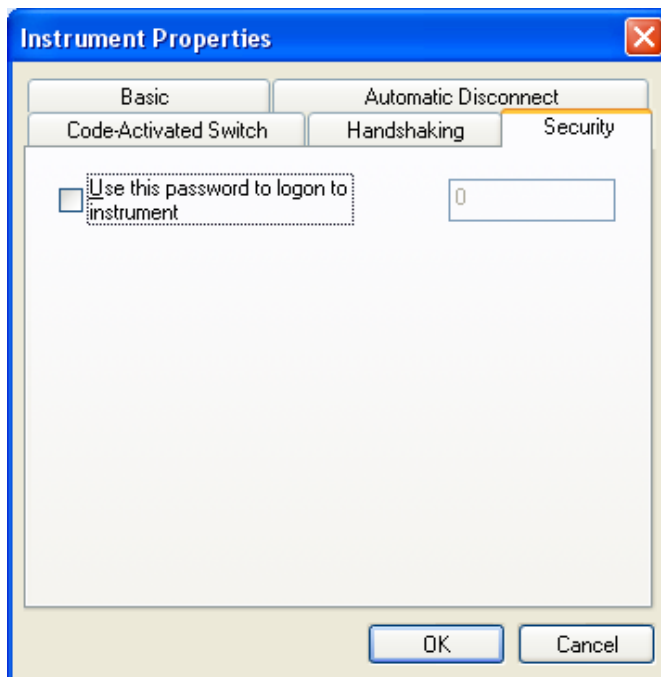 Instrument Properties
Basic
Automatic Disconnect
Code-Activated Switch
Handshaking
Security
Use this password to logon to
instrument
0
OK
Cancel